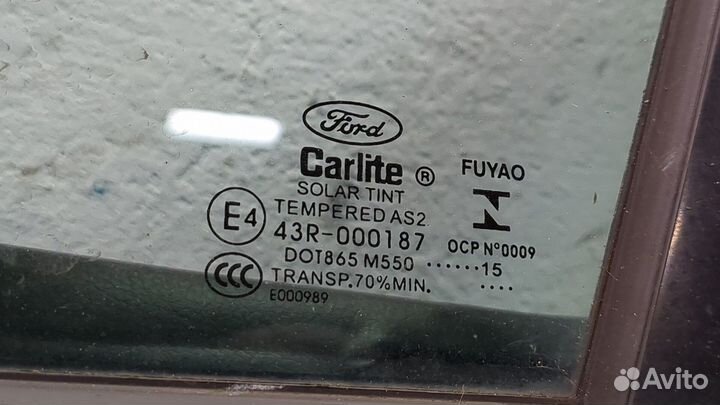 Ford
Carlite ® FUYAO
SOLAR TINT
TEMPERED AS2
E4 43R-000187 OCP N°0009
DOT865 M550 ······15
CCC TRANSP.70%MIN. ····
E000989
Avito